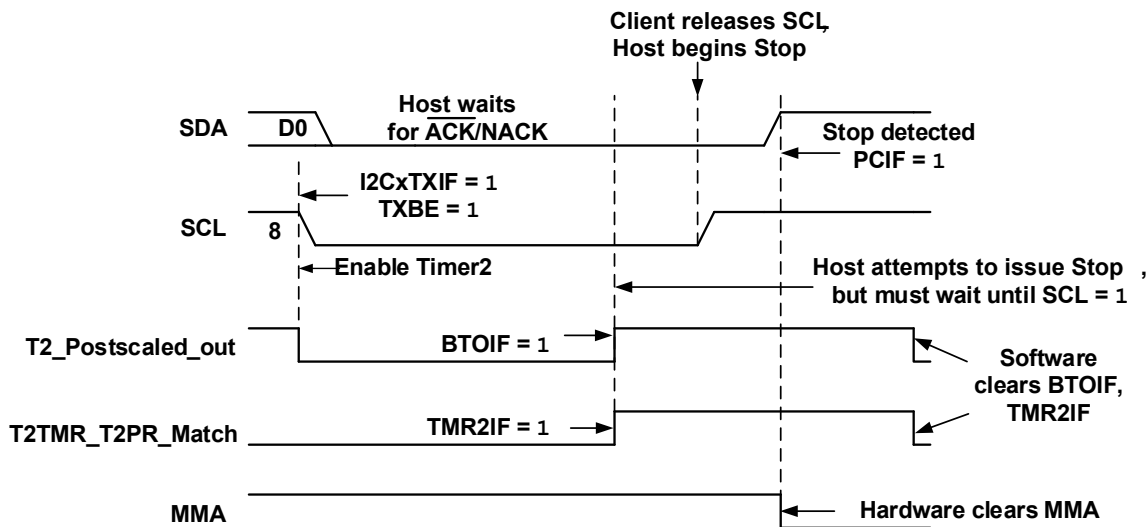 Client releases SCL,
Host begins Stop
SDA
D0
Host waits
for ACK/NACK
Stop detected
PCIF = 1
I2CxTXIF = 1
TXBE = 1
SCL
8
Enable Timer2
Host attempts to issue Stop ,
but must wait until SCL = 1
T2_Postscaled_out
BTOIF = 1
Software
clears BTOIF,
TMR2IF
T2TMR_T2PR_Match
TMR2IF = 1
MMA
Hardware clears MMA